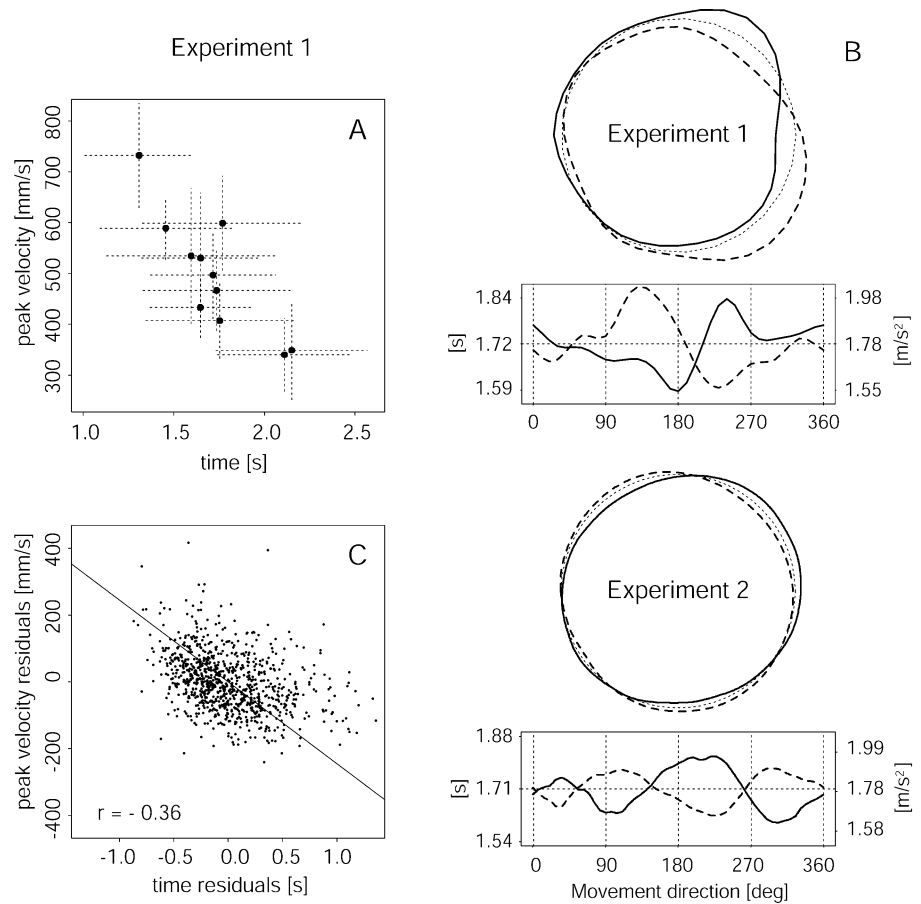 Experiment 1
A
peak velocity [mm/s]
800
700
600
500
400
300
1.0 1.5 2.0 2.5
time [s]
B
Experiment 1
[s]
1.84
1.72
1.59
1.98
1.78
1.55
[m/s²]
0 90 180 270 360
C
peak velocity residuals [mm/s]
400
200
0
-200
-400
r = - 0.36
-1.0 -0.5 0.0 0.5 1.0
time residuals [s]
Experiment 2
[s]
1.88
1.71
1.54
1.99
1.78
1.58
[m/s²]
0 90 180 270 360
Movement direction [deg]